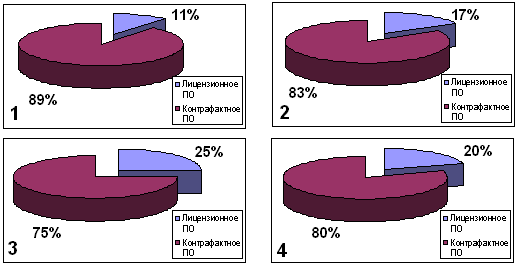 11%
89%
Лицензионное
ПО
Контрафактное
ПО
1
17%
83%
Лицензионное
ПО
Контрафактное
ПО
2
25%
75%
Лицензионное
ПО
Контрафактное
ПО
3
20%
80%
Лицензионное
ПО
Контрафактное
ПО
4